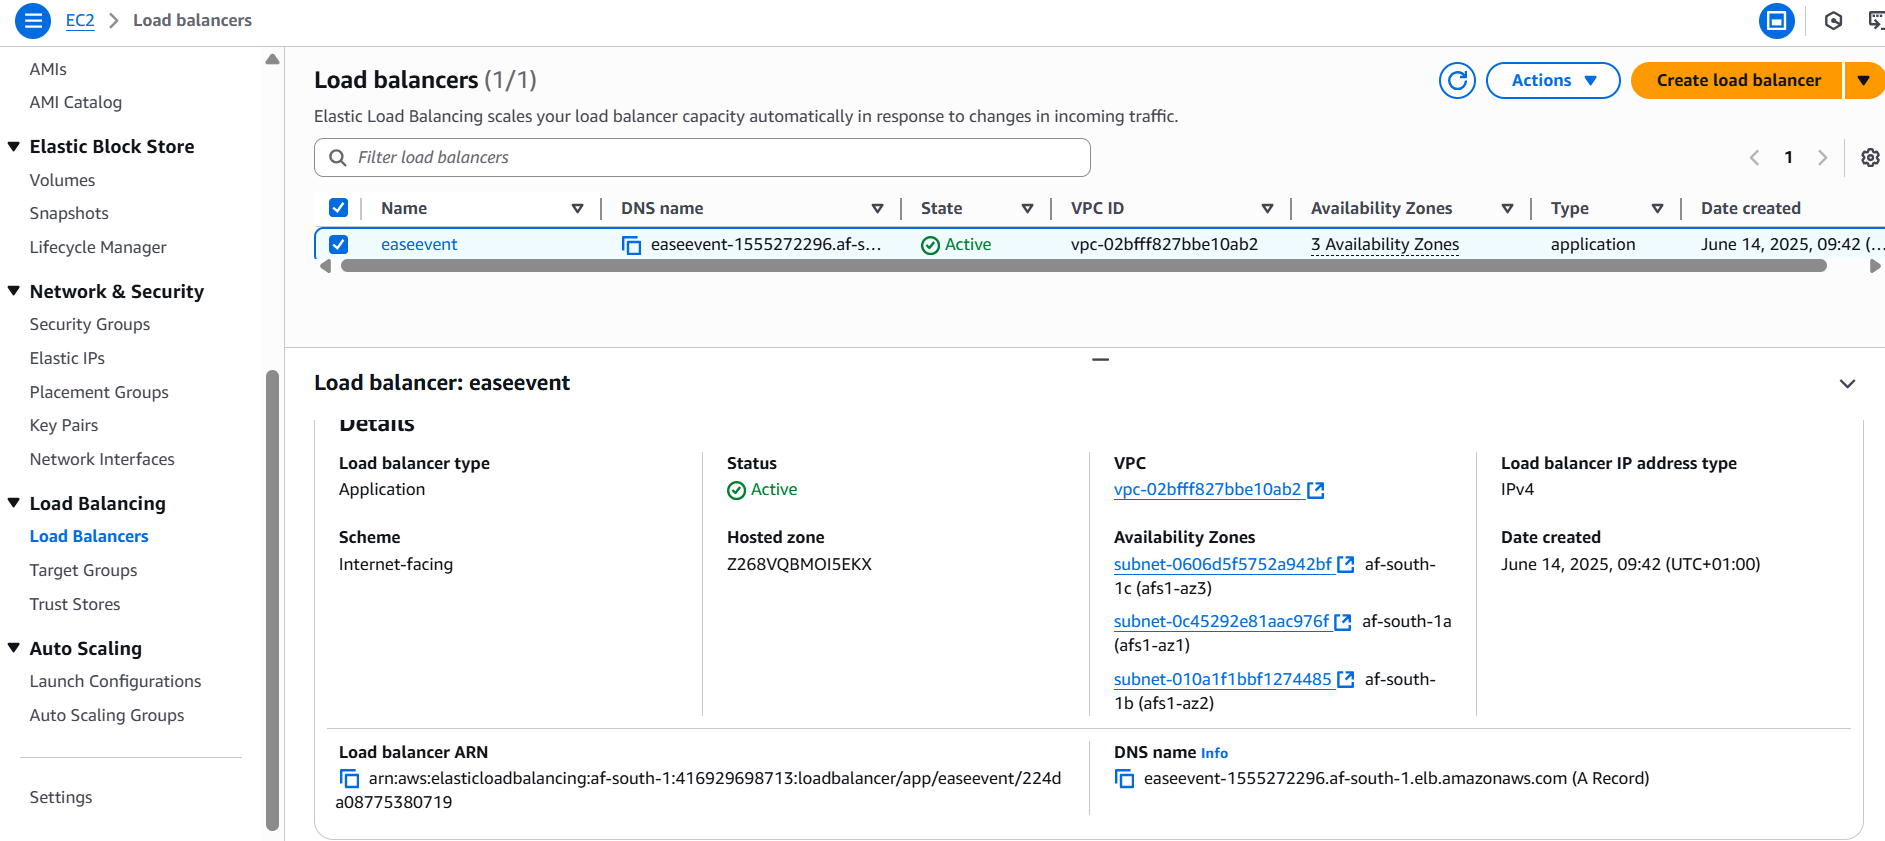 EC2 > Load balancers
AMIs
AMI Catalog
Elastic Block Store
Volumes
Snapshots
Lifecycle Manager
Network & Security
Security Groups
Elastic IPs
Placement Groups
Key Pairs
Network Interfaces
Load Balancing
Load Balancers
Target Groups
Trust Stores
Auto Scaling
Launch Configurations
Auto Scaling Groups
Settings
Load balancers (1/1)
Actions
Create load balancer
Elastic Load Balancing scales your load balancer capacity automatically in response to changes in incoming traffic.
Filter load balancers
1
Name DNS name State VPC ID Availability Zones Type Date created
easeevent easeevent-1555272296.af-s... Active vpc-02bfff827bbe10ab2 3 Availability Zones application June 14, 2025, 09:42 (...
Load balancer: easeevent
Details
Load balancer type
Application
Scheme
Internet-facing
Status
Active
Hosted zone
Z268VQBMOI5EKX
VPC
vpc-02bfff827bbe10ab2
Availability Zones
subnet-0606d5f5752a942bf af-south-
1c (afs1-az3)
subnet-0c45292e81aac976f af-south-1a
(afs1-az1)
subnet-010a1f1bbf1274485 af-south-
1b (afs1-az2)
Load balancer IP address type
IPv4
Date created
June 14, 2025, 09:42 (UTC+01:00)
Load balancer ARN
arn:aws:elasticloadbalancing:af-south-1:416929698713:loadbalancer/app/easeevent/224d
a08775380719
DNS name Info
easeevent-1555272296.af-south-1.elb.amazonaws.com (A Record)